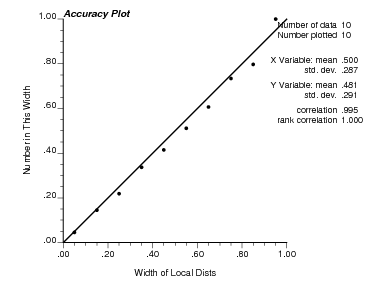 Accuracy Plot
Number of data 10
Number plotted 10
X Variable: mean .500
std. dev. .287
Y Variable: mean .481
std. dev. .291
correlation .995
rank correlation 1.000
Number in This Width
1.00
.80
.60
.40
.20
.00
.00 .20 .40 .60 .80 1.00
Width of Local Dists